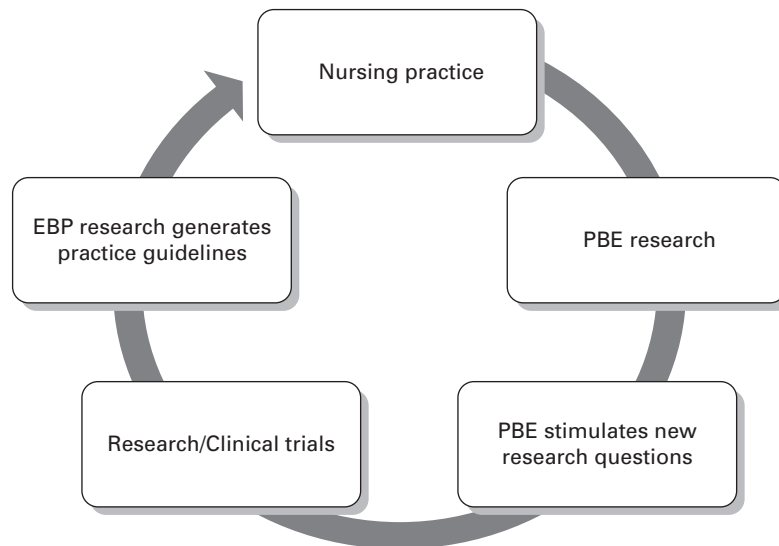 Nursing practice
PBE research
PBE stimulates new
research questions
Research/Clinical trials
EBP research generates
practice guidelines